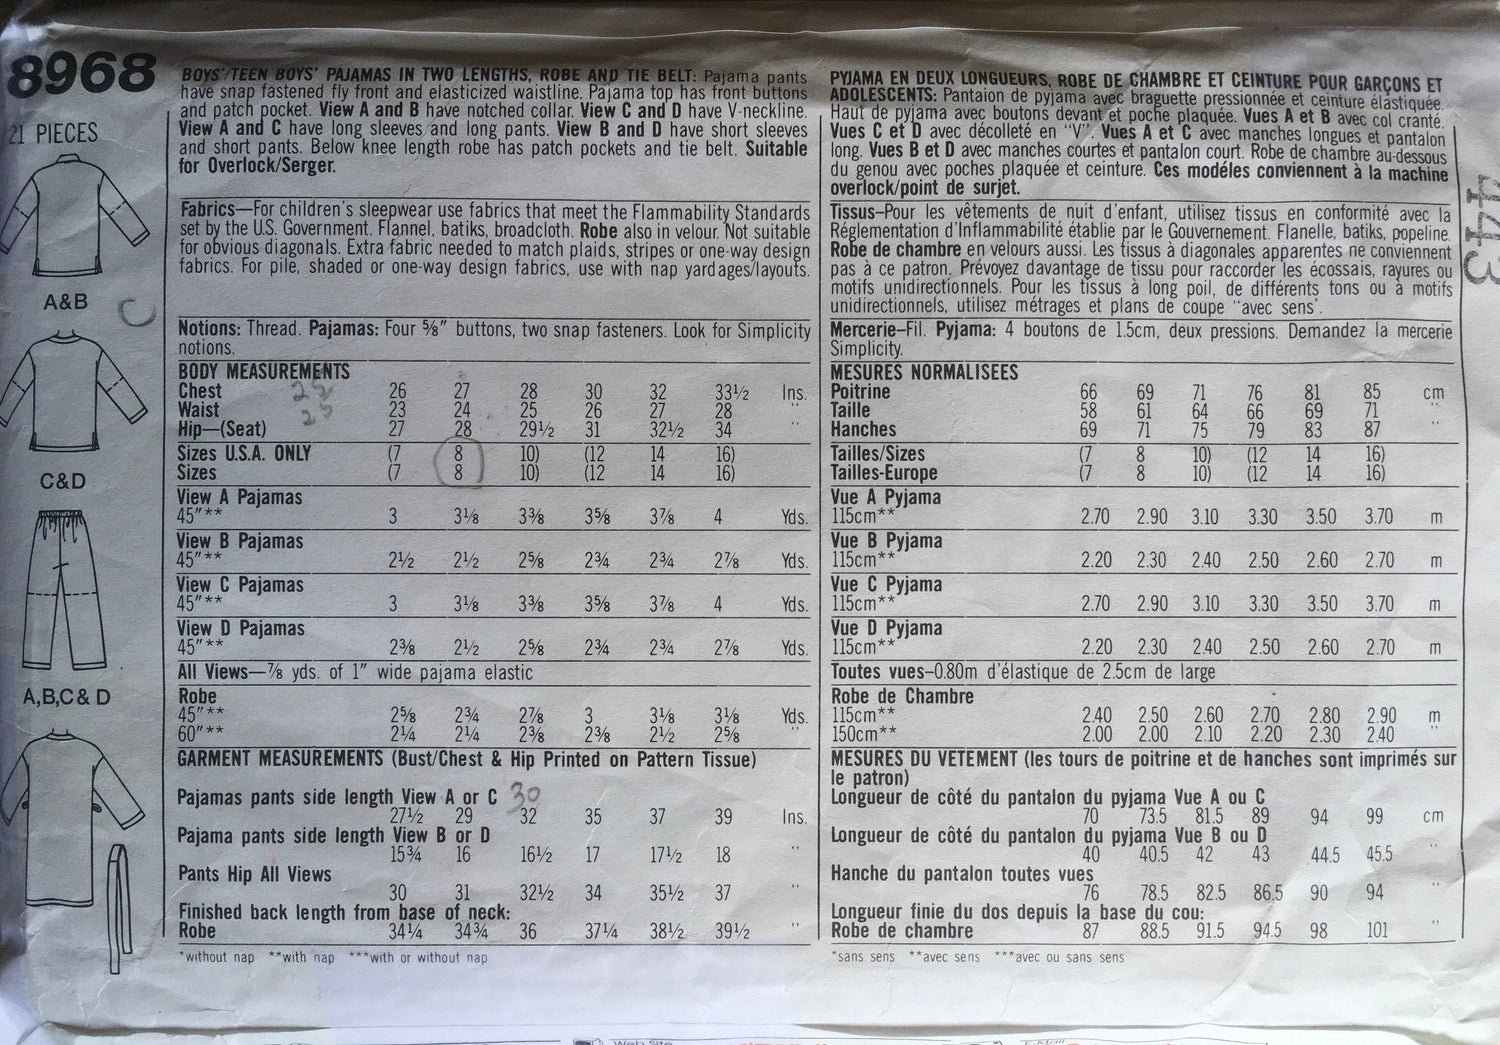 8968
21 PIECES
A&B
C&D
A,B,C& D
BOYS'/TEEN BOYS' PAJAMAS IN TWO LENGTHS, ROBE AND TIE BELT: Pajama pants
have snap fastened fly front and elasticized waistline. Pajama top has front buttons
and patch pocket. View A and B have notched collar. View C and D have V-neckline.
View A and C have long sleeves and long pants. View B and D have short sleeves
and short pants. Below knee length robe has patch pockets and tie belt. Suitable
for Overlock/Serger.
Fabrics—For children's sleepwear use fabrics that meet the Flammability Standards
set by the U.S. Government. Flannel, batiks, broadcloth. Robe also in velour. Not suitable
for obvious diagonals. Extra fabric needed to match plaids, stripes or one-way design
fabrics. For pile, shaded or one-way design fabrics, use with nap yardages/layouts.
C
Notions: Thread. Pajamas: Four ⅝" buttons, two snap fasteners. Look for Simplicity
notions.
BODY MEASUREMENTS
Chest 25 26 27 28 30 32 33½ Ins.
Waist 25 23 24 25 26 27 28 "
Hip—(Seat) 27 28 29½ 31 32½ 34 "
Sizes U.S.A. ONLY (7 8 10) (12 14 16)
Sizes (7 8 10) (12 14 16)
View A Pajamas
45"** 3 3⅛ 3⅜ 3⅝ 3⅞ 4 Yds.
View B Pajamas
45"** 2½ 2½ 2⅝ 2¾ 2¾ 2⅞ Yds.
View C Pajamas
45"** 3 3⅛ 3⅜ 3⅝ 3⅞ 4 Yds.
View D Pajamas
45"** 2⅜ 2½ 2⅝ 2¾ 2¾ 2⅞ Yds.
All Views—⅞ yds. of 1" wide pajama elastic
Robe
45"** 2⅝ 2¾ 2⅞ 3 3⅛ 3⅛ Yds.
60"** 2¼ 2¼ 2⅜ 2⅜ 2½ 2⅝ "
GARMENT MEASUREMENTS (Bust/Chest & Hip Printed on Pattern Tissue)
Pajamas pants side length View A or C 30
27½ 29 32 35 37 39 Ins.
Pajama pants side length View B or D
15¾ 16 16½ 17 17½ 18 "
Pants Hip All Views
30 31 32½ 34 35½ 37 "
Finished back length from base of neck:
Robe 34¼ 34¾ 36 37¼ 38½ 39½ "
*without nap **with nap ***with or without nap
PYJAMA EN DEUX LONGUEURS, ROBE DE CHAMBRE ET CEINTURE POUR GARÇONS ET
ADOLESCENTS: Pantaion de pyjama avec braguette pressionnée et ceinture élastiquée.
Haut de pyjama avec boutons devant et poche plaquée. Vues A et B avec col cranté.
Vues C et D avec décolleté en "V". Vues A et C avec manches longues et pantalon
long. Vues B et D avec manches courtes et pantalon court. Robe de chambre au-dessous
du genou avec poches plaquée et ceinture. Ces modéles conviennent à la machine
overlock/point de surjet.
Tissus–Pour les vêtements de nuit d'enfant, utilisez tissus en conformité avec la
Réglementation d'Inflammabilité établie par le Gouvernement. Flanelle, batiks, popeline.
Robe de chambre en velours aussi. Les tissus à diagonales apparentes ne conviennent
pas à ce patron. Prévoyez davantage de tissu pour raccorder les écossais, rayures ou
motifs unidirectionnels. Pour les tissus à long poil, de différents tons ou à motifs
unidirectionnels, utilisez métrages et plans de coupe "avec sens'.
Mercerie–Fil. Pyjama: 4 boutons de 1.5cm, deux pressions. Demandez la mercerie
Simplicity.
MESURES NORMALISEES
Poitrine 66 69 71 76 81 85 cm
Taille 58 61 64 66 69 71 "
Hanches 69 71 75 79 83 87 "
Tailles/Sizes (7 8 10) (12 14 16)
Tailles-Europe (7 8 10) (12 14 16)
Vue A Pyjama
115cm** 2.70 2.90 3.10 3.30 3.50 3.70 m
Vue B Pyjama
115cm** 2.20 2.30 2.40 2.50 2.60 2.70 m
Vue C Pyjama
115cm** 2.70 2.90 3.10 3.30 3.50 3.70 m
Vue D Pyjama
115cm** 2.20 2.30 2.40 2.50 2.60 2.70 m
Toutes vues–0.80m d'élastique de 2.5cm de large
Robe de Chambre
115cm** 2.40 2.50 2.60 2.70 2.80 2.90 m
150cm** 2.00 2.00 2.10 2.20 2.30 2.40 "
MESURES DU VETEMENT (les tours de poitrine et de hanches sont imprimés sur
le patron)
Longueur de côté du pantalon du pyjama Vue A ou C
70 73.5 81.5 89 94 99 cm
Longueur de côté du pantalon du pyjama Vue B ou D
40 40.5 42 43 44.5 45.5 "
Hanche du pantalon toutes vues
76 78.5 82.5 86.5 90 94 "
Longueur finie du dos depuis la base du cou:
Robe de chambre 87 88.5 91.5 94.5 98 101 "
*sans sens **avec sens ***avec ou sans sens
443
Web Site
E-Mail